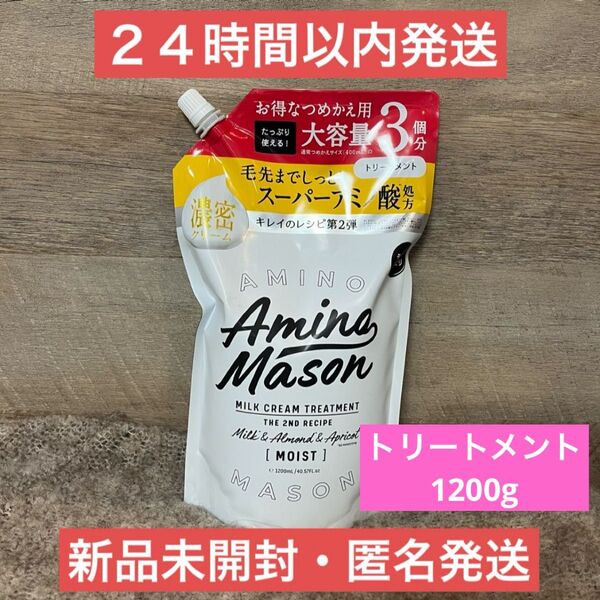 ２４時間以内発送
お得なつめかえ用
たっぷり
使える!
大容量3個分
トリートメント
毛先までしっと
スーパーアミノ酸処方
濃密
クリーム
キレイのレシピ第2弾
AMINO
Amino
Mason
MILK CREAM TREATMENT
THE 2ND RECIPE
Milk & Almond & Apricot
[ MOIST ]
1200mL/40.57fl.oz
MASON
トリートメント
1200g
新品未開封・匿名発送